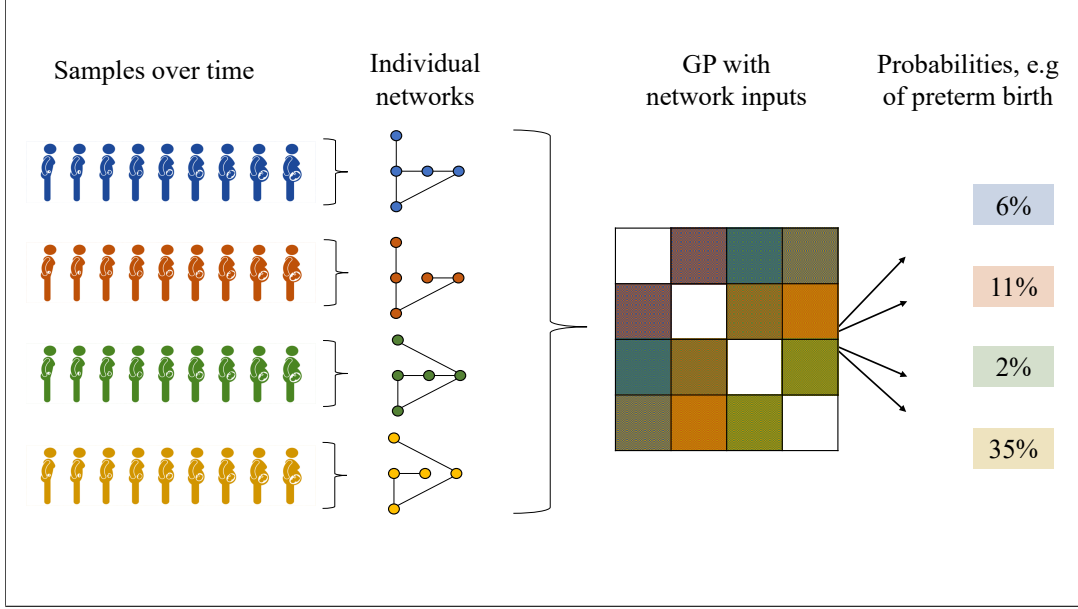 Samples over time
Individual
networks
GP with
network inputs
Probabilities, e.g
of preterm birth
6%
11%
2%
35%